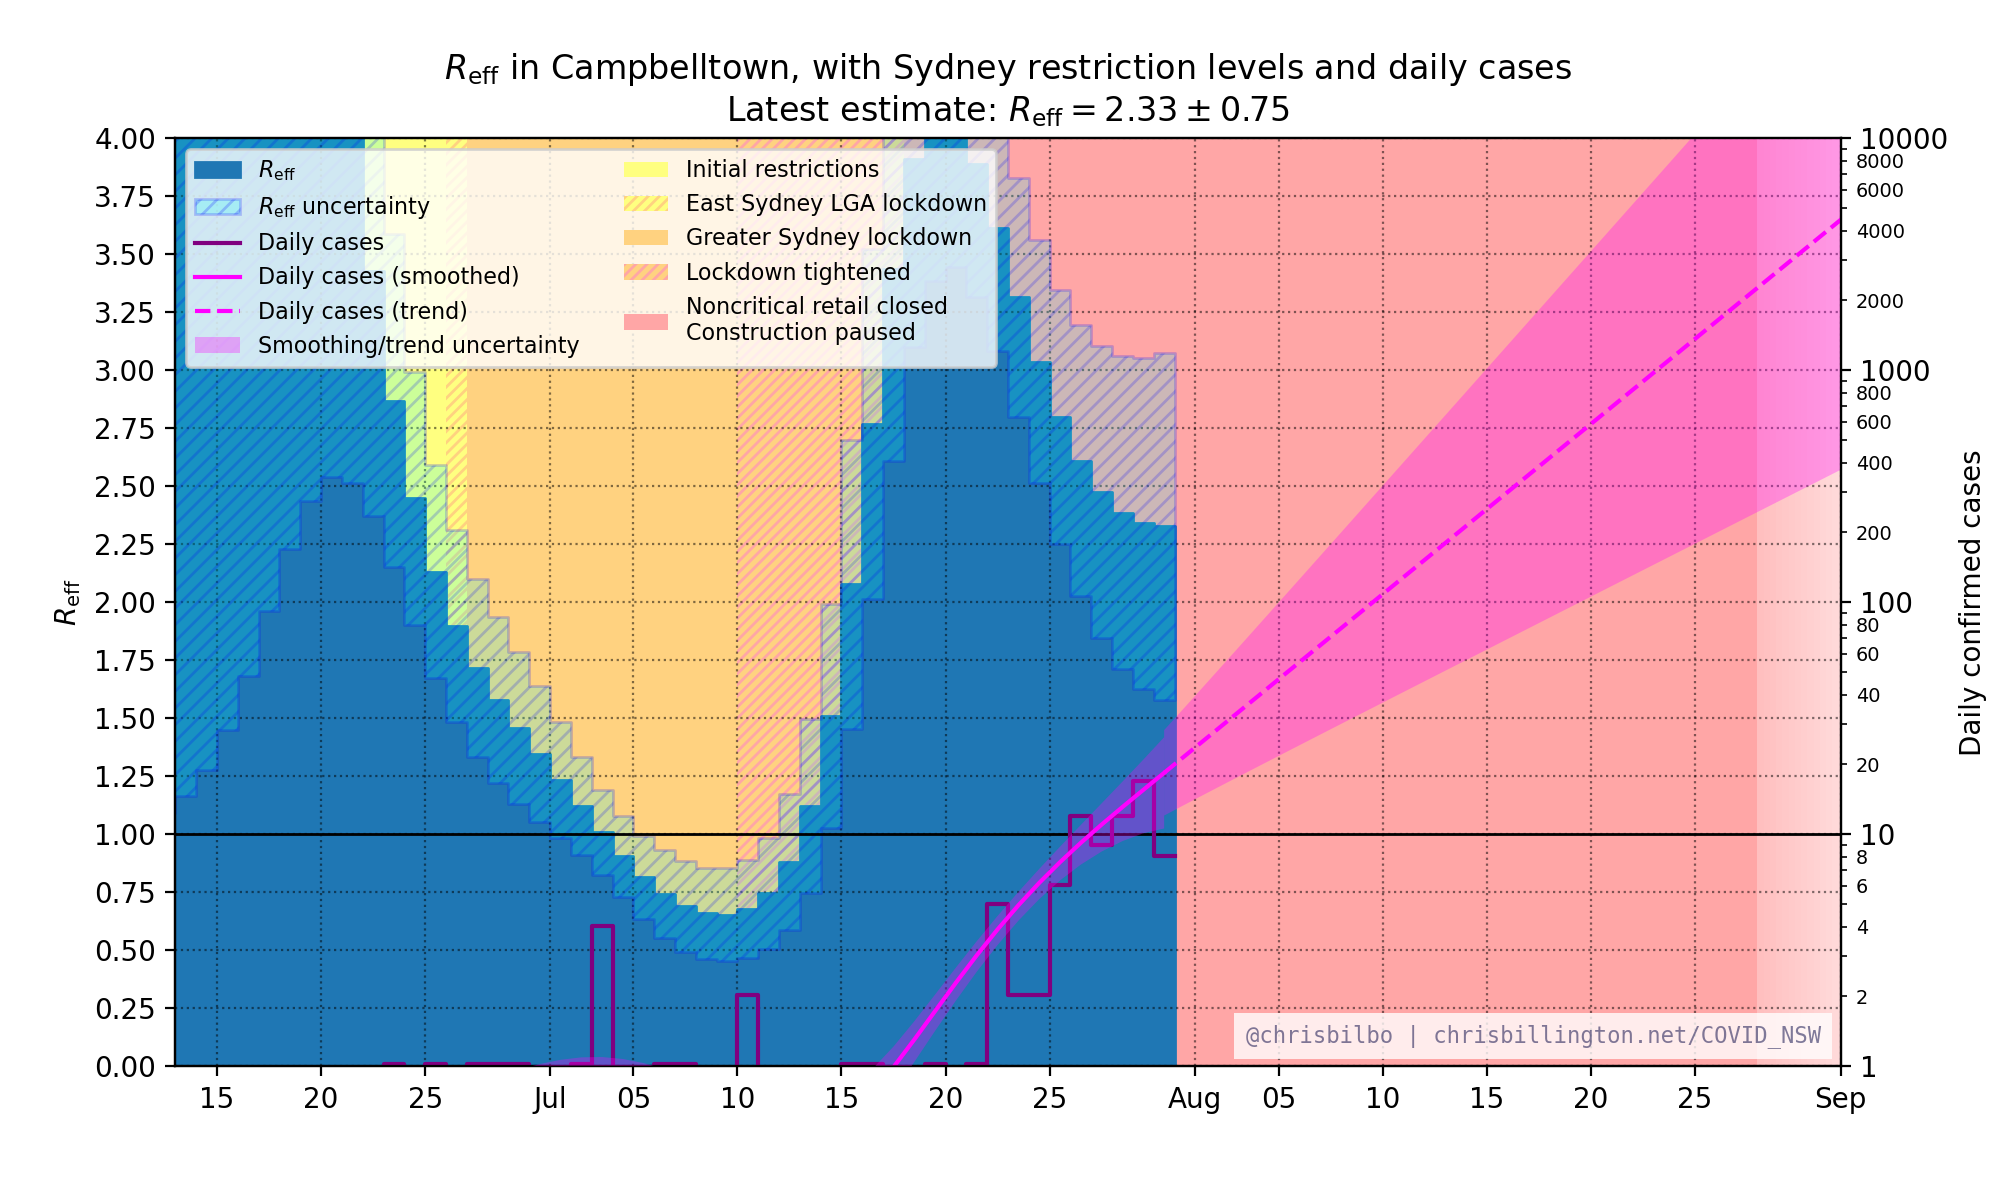 R_eff in Campbelltown, with Sydney restriction levels and daily cases
Latest estimate: R_eff = 2.33 ± 0.75
R_eff
R_eff uncertainty
Daily cases
Daily cases (smoothed)
Daily cases (trend)
Smoothing/trend uncertainty
Initial restrictions
East Sydney LGA lockdown
Greater Sydney lockdown
Lockdown tightened
Noncritical retail closed
Construction paused
R_eff
4.00
3.75
3.50
3.25
3.00
2.75
2.50
2.25
2.00
1.75
1.50
1.25
1.00
0.75
0.50
0.25
0.00
15 20 25 Jul 05 10 15 20 25 Aug 05 10 15 20 25 Sep
10000
8000
6000
4000
2000
1000
800
600
400
200
100
80
60
40
20
10
8
6
4
2
1
Daily confirmed cases
@chrisbilbo | chrisbillington.net/COVID_NSW